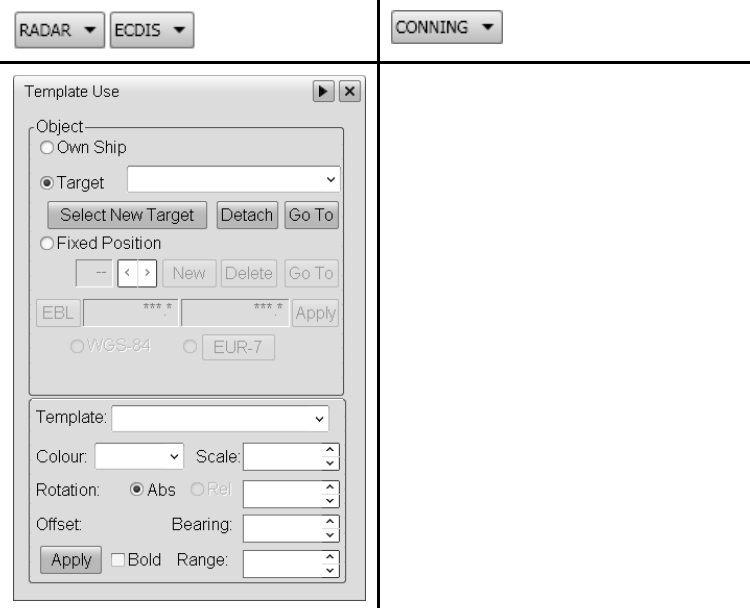 RADAR ECDIS CONNING
Template Use
Object
Own Ship
Target
Select New Target Detach Go To
Fixed Position
-- < > New Delete Go To
EBL ***.* ***.* Apply
WGS-84 EUR-7
Template:
Colour: Scale:
Rotation: Abs Rel
Offset: Bearing:
Apply Bold Range: